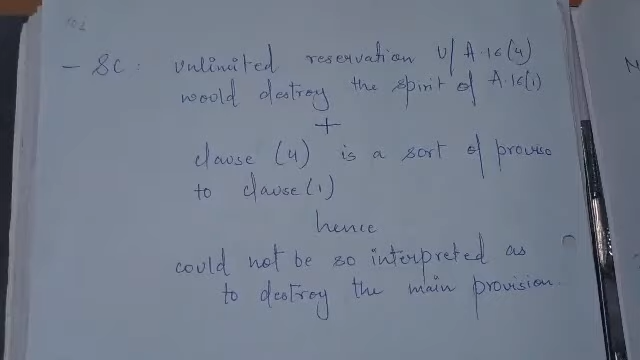 - SC: unlimited reservation U/ A.16(4)
would destroy the spirit of A.16(1)
+
clause (4) is a sort of proviso
to clause (1)
hence
could not be so interpreted as
to destroy the main provision.
N